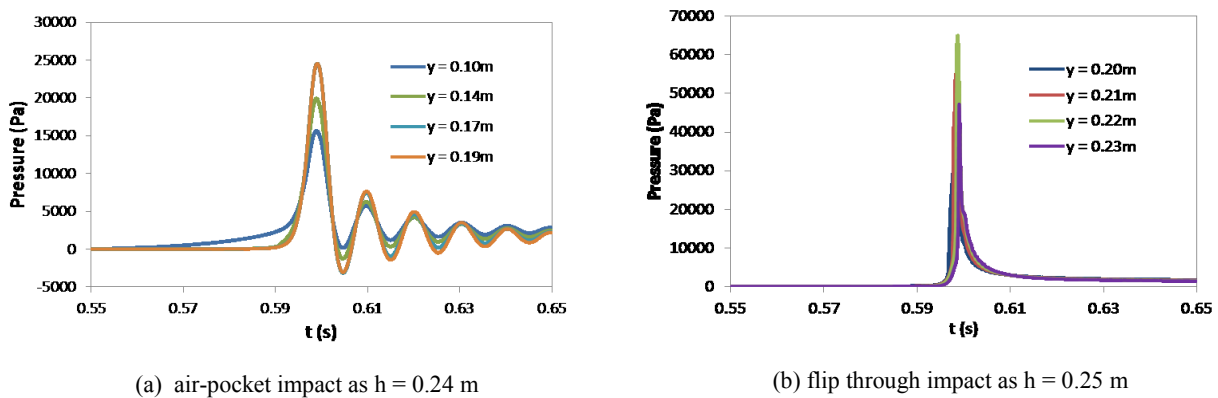 30000
25000
20000
15000
10000
5000
0
-5000
Pressure (Pa)
y = 0.10m
y = 0.14m
y = 0.17m
y = 0.19m
0.55
0.57
0.59
0.61
0.63
0.65
t (s)
(a) air-pocket impact as h = 0.24 m
70000
60000
50000
40000
30000
20000
10000
0
Pressure (Pa)
y = 0.20m
y = 0.21m
y = 0.22m
y = 0.23m
0.55
0.57
0.59
0.61
0.63
0.65
t (s)
(b) flip through impact as h = 0.25 m